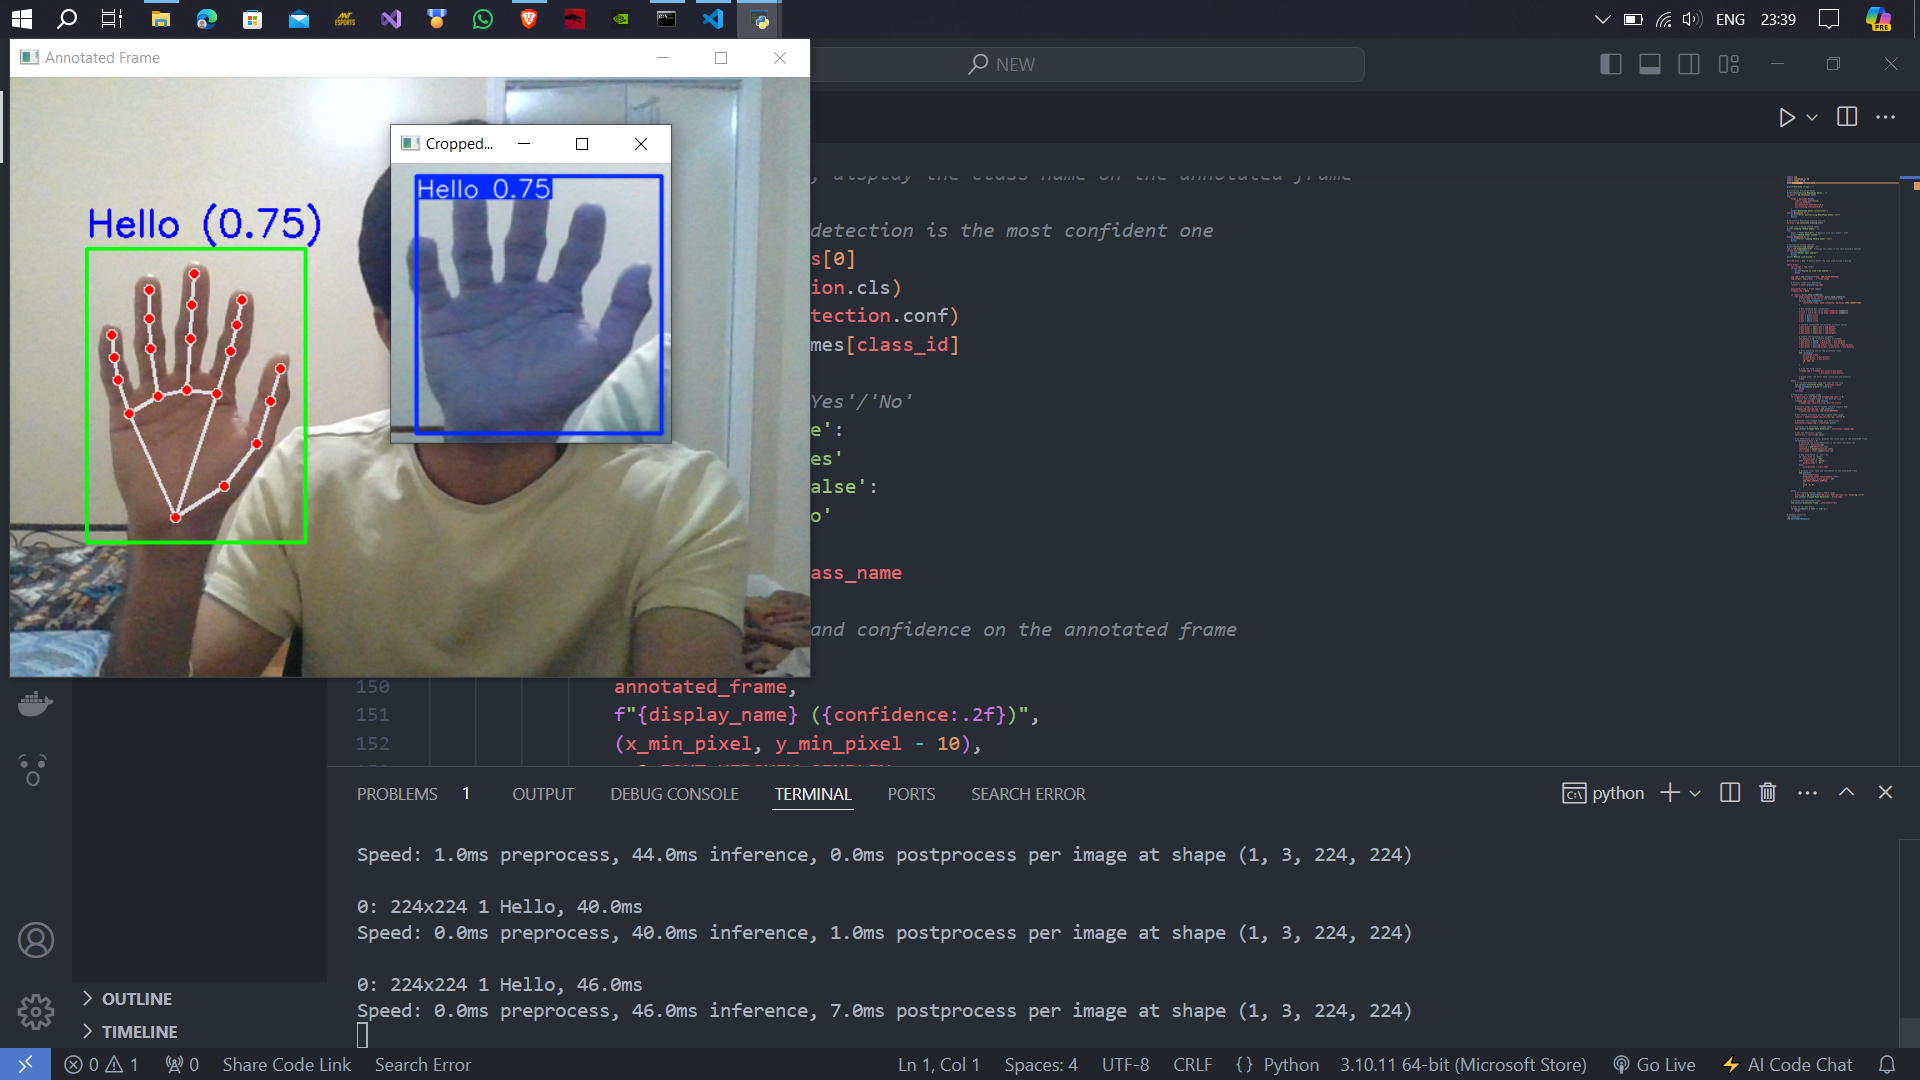 ENG
23:39
PRE
Annotated Frame
NEW
Cropped...
Hello 0.75
Hello (0.75)
, display the class name on the annotated frame
detection is the most confident one
s[0]
ion.cls)
tection.conf)
mes[class_id]
Yes'/'No'
e':
es'
alse':
o'
ass_name
and confidence on the annotated frame
150 annotated_frame,
151 f"{display_name} ({confidence:.2f})",
152 (x_min_pixel, y_min_pixel - 10),
PROBLEMS 1 OUTPUT DEBUG CONSOLE TERMINAL PORTS SEARCH ERROR
python
Speed: 1.0ms preprocess, 44.0ms inference, 0.0ms postprocess per image at shape (1, 3, 224, 224)
0: 224x224 1 Hello, 40.0ms
Speed: 0.0ms preprocess, 40.0ms inference, 1.0ms postprocess per image at shape (1, 3, 224, 224)
0: 224x224 1 Hello, 46.0ms
Speed: 0.0ms preprocess, 46.0ms inference, 7.0ms postprocess per image at shape (1, 3, 224, 224)
OUTLINE
TIMELINE
0 1 0 Share Code Link Search Error Ln 1, Col 1 Spaces: 4 UTF-8 CRLF {} Python 3.10.11 64-bit (Microsoft Store) Go Live AI Code Chat